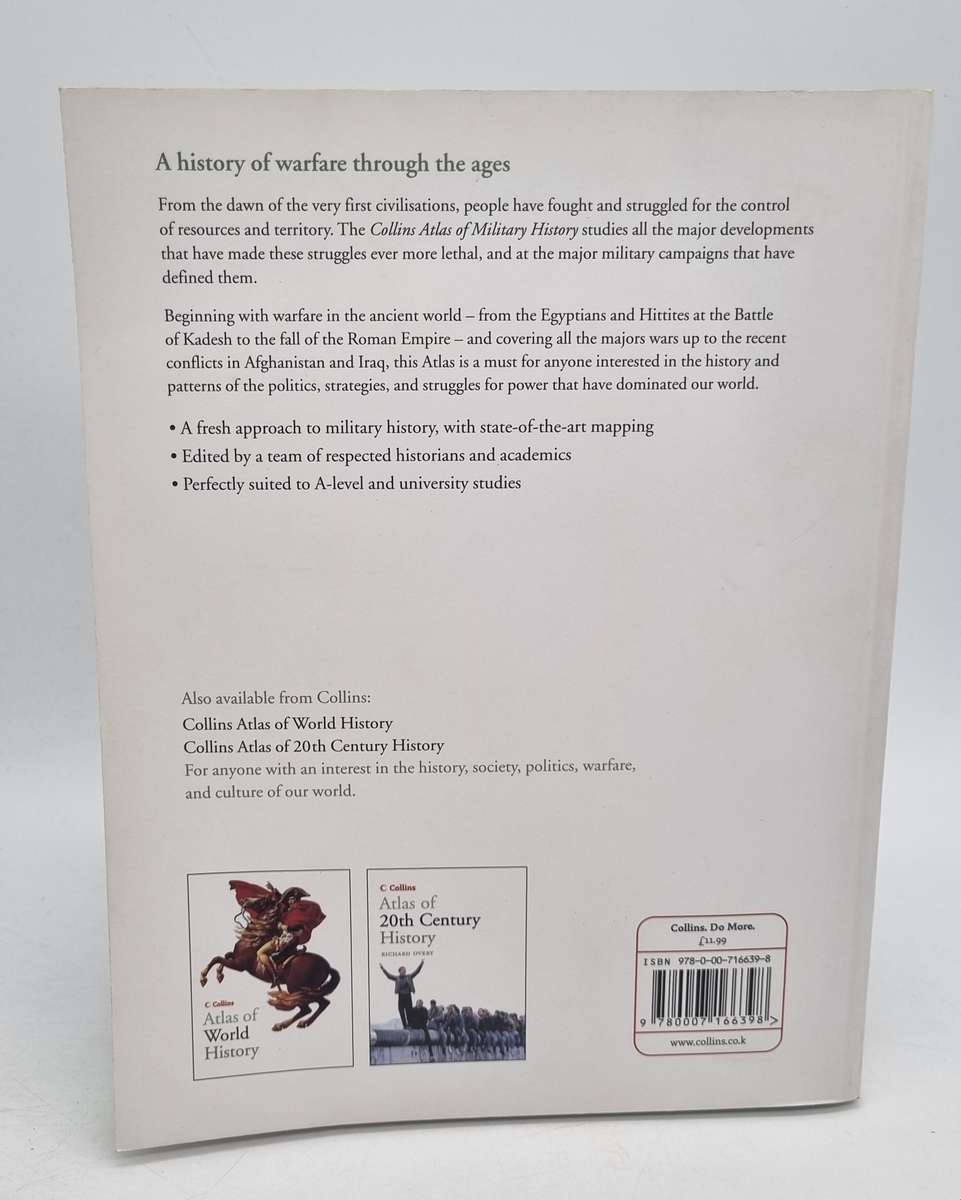 A history of warfare through the ages
From the dawn of the very first civilisations, people have fought and struggled for the control
of resources and territory. The Collins Atlas of Military History studies all the major developments
that have made these struggles ever more lethal, and at the major military campaigns that have
defined them.
Beginning with warfare in the ancient world – from the Egyptians and Hittites at the Battle
of Kadesh to the fall of the Roman Empire – and covering all the majors wars up to the recent
conflicts in Afghanistan and Iraq, this Atlas is a must for anyone interested in the history and
patterns of the politics, strategies, and struggles for power that have dominated our world.
• A fresh approach to military history, with state-of-the-art mapping
• Edited by a team of respected historians and academics
• Perfectly suited to A-level and university studies
Also available from Collins:
Collins Atlas of World History
Collins Atlas of 20th Century History
For anyone with an interest in the history, society, politics, warfare,
and culture of our world.
C Collins
Atlas of
World
History
C Collins
Atlas of
20th Century
History
RICHARD OVERY
Collins. Do More.
£11.99
ISBN 978-0-00-716639-8
9 780007 166398 >
www.collins.co.k